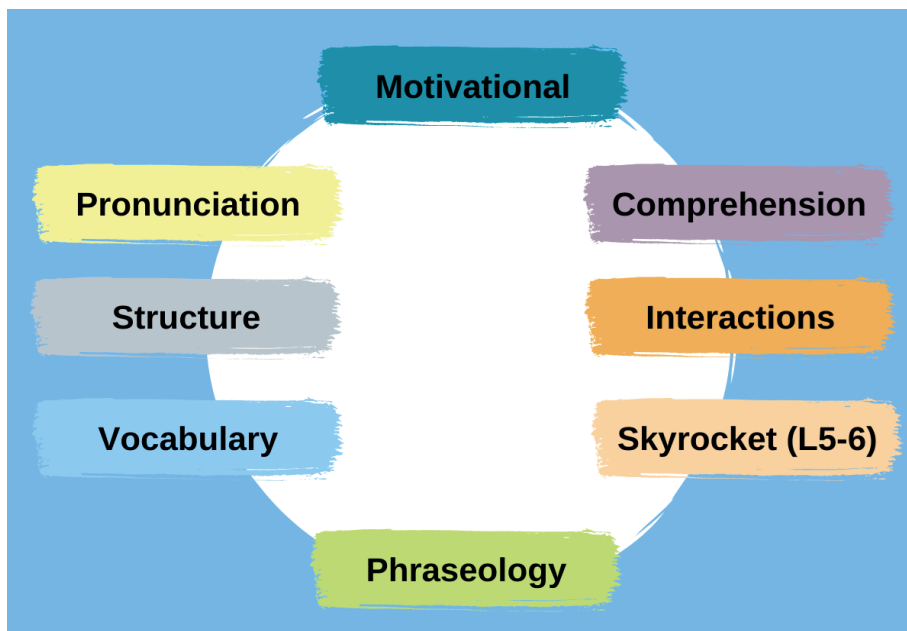 Motivational
Pronunciation
Comprehension
Structure
Interactions
Vocabulary
Skyrocket (L5-6)
Phraseology